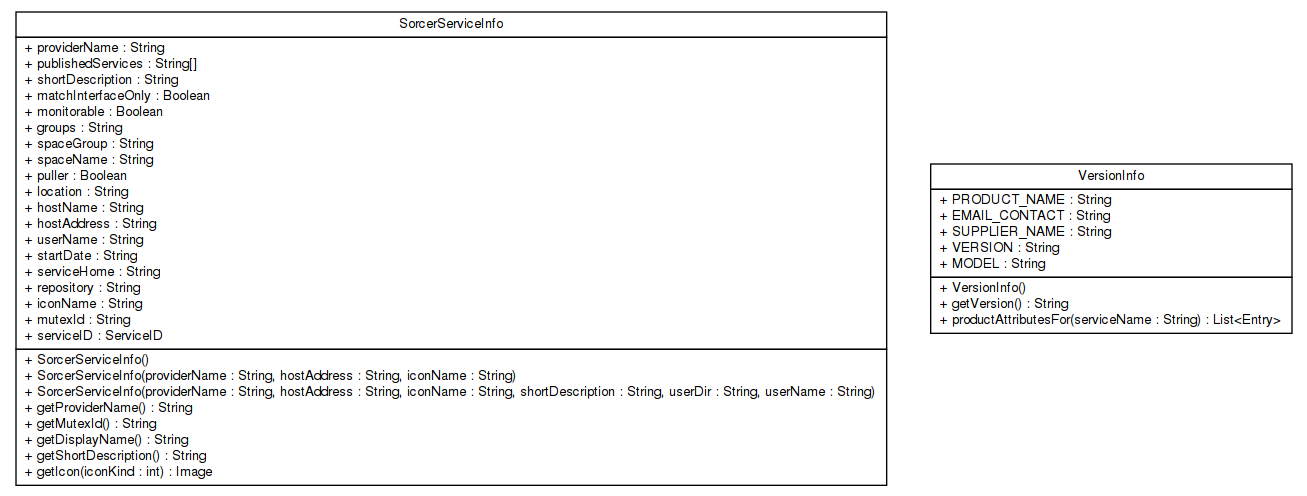 SorcerServiceInfo
+ providerName : String
+ publishedServices : String[]
+ shortDescription : String
+ matchInterfaceOnly : Boolean
+ monitorable : Boolean
+ groups : String
+ spaceGroup : String
+ spaceName : String
+ puller : Boolean
+ location : String
+ hostName : String
+ hostAddress : String
+ userName : String
+ startDate : String
+ serviceHome : String
+ repository : String
+ iconName : String
+ mutexId : String
+ serviceID : ServiceID
+ SorcerServiceInfo()
+ SorcerServiceInfo(providerName : String, hostAddress : String, iconName : String)
+ SorcerServiceInfo(providerName : String, hostAddress : String, iconName : String, shortDescription : String, userDir : String, userName : String)
+ getProviderName() : String
+ getMutexId() : String
+ getDisplayName() : String
+ getShortDescription() : String
+ getIcon(iconKind : int) : Image
VersionInfo
+ PRODUCT_NAME : String
+ EMAIL_CONTACT : String
+ SUPPLIER_NAME : String
+ VERSION : String
+ MODEL : String
+ VersionInfo()
+ getVersion() : String
+ productAttributesFor(serviceName : String) : List<Entry>